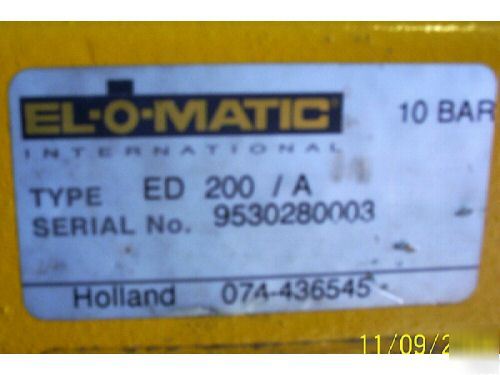 EL-O-MATIC
INTERNATIONAL
10 BAR
TYPE ED 200 / A
SERIAL No. 9530280003
Holland 074-436545
11/09/2